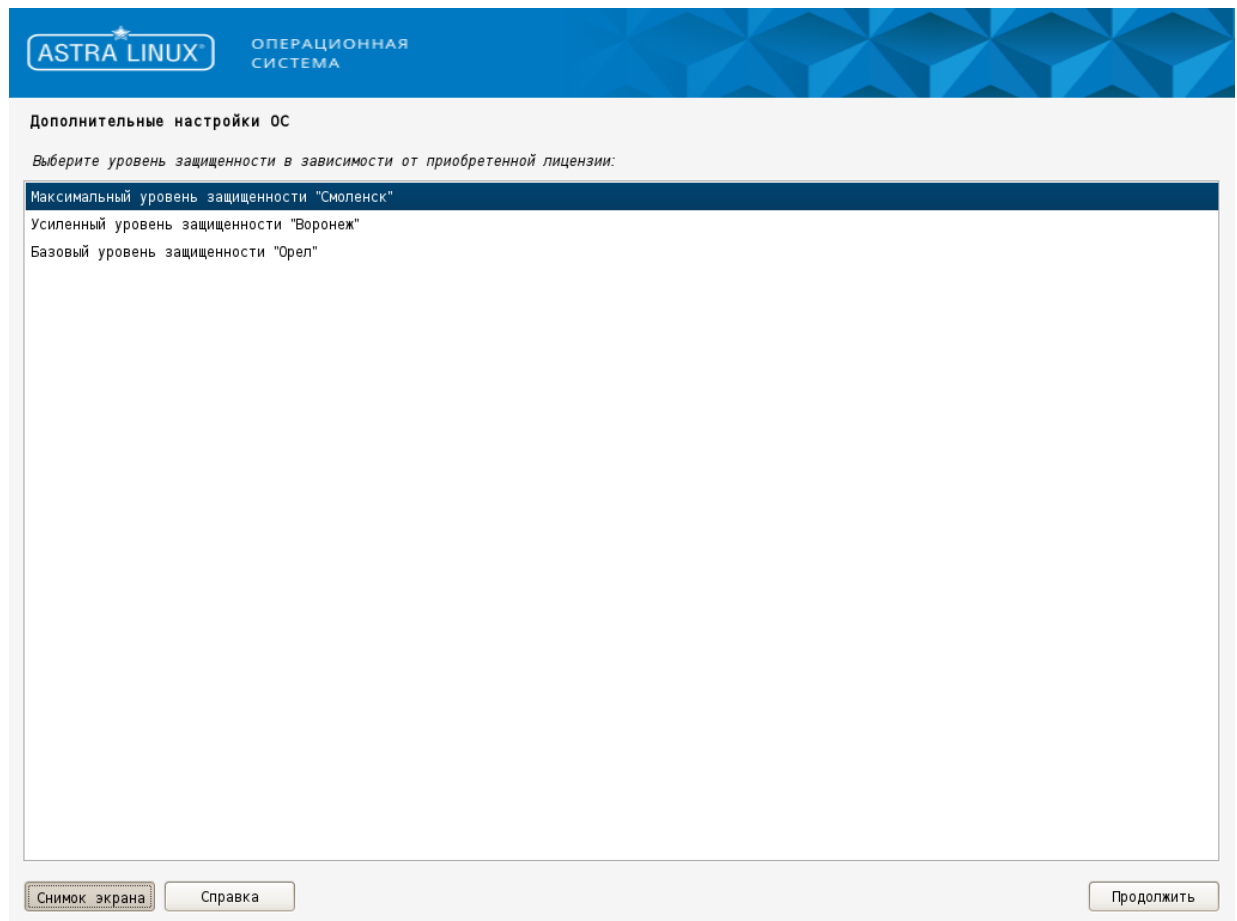 ASTRA LINUX®
ОПЕРАЦИОННАЯ
СИСТЕМА
Дополнительные настройки ОС
Выберите уровень защищенности в зависимости от приобретенной лицензии:
Максимальный уровень защищенности "Смоленск"
Усиленный уровень защищенности "Воронеж"
Базовый уровень защищенности "Орел"
Снимок экрана
Справка
Продолжить